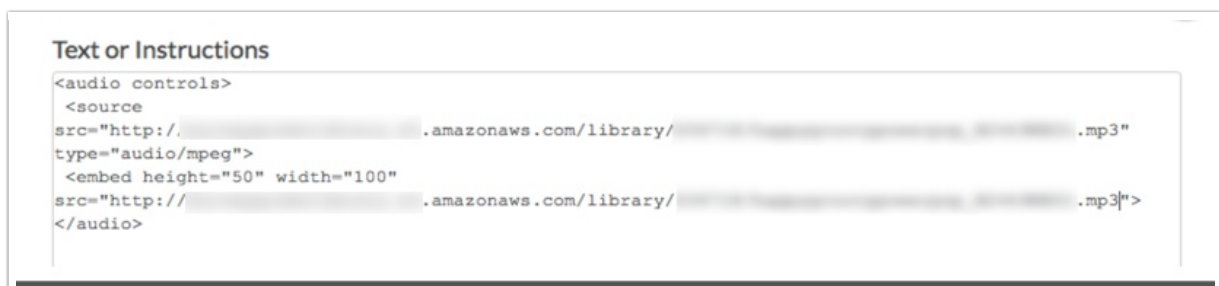 Text or Instructions
<audio controls>
<source
src="http:/ .amazonaws.com/library/ .mp3"
type="audio/mpeg">
<embed height="50" width="100"
src="http:// .amazonaws.com/library/ .mp3">
</audio>